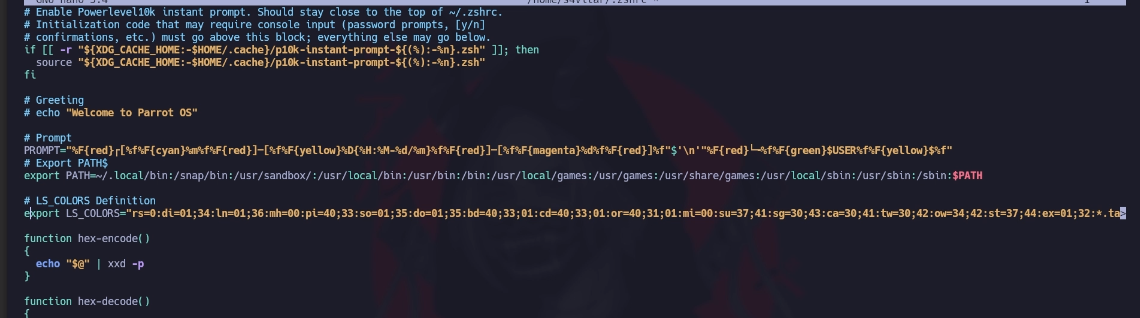 # Enable Powerlevel10k instant prompt. Should stay close to the top of ~/.zshrc.
# Initialization code that may require console input (password prompts, [y/n]
# confirmations, etc.) must go above this block; everything else may go below.
if [[ -r "${XDG_CACHE_HOME:-$HOME/.cache}/p10k-instant-prompt-${(%):-%n}.zsh" ]]; then
  source "${XDG_CACHE_HOME:-$HOME/.cache}/p10k-instant-prompt-${(%):-%n}.zsh"
fi
# Greeting
# echo "Welcome to Parrot OS"
# Prompt
PROMPT="%F{red}┌[%f%F{cyan}%m%f%F{red}]─[%f%F{yellow}%D{%H:%M-%d/%m}%f%F{red}]─[%f%F{magenta}%d%f%F{red}]%f"$'\n'"%F{red}└╼%f%F{green}$USER%f%F{yellow}$%f"
# Export PATH$
export PATH=~/.local/bin:/snap/bin:/usr/sandbox/:/usr/local/bin:/usr/bin:/bin:/usr/local/games:/usr/games:/usr/share/games:/usr/local/sbin:/usr/sbin:/sbin:$PATH
# LS_COLORS Definition
export LS_COLORS="rs=0:di=01;34:ln=01;36:mh=00:pi=40;33:so=01;35:do=01;35:bd=40;33;01:cd=40;33;01:or=40;31;01:mi=00:su=37;41:sg=30;43:ca=30;41:tw=30;42:ow=34;42:st=37;44:ex=01;32:*.ta>
function hex-encode()
{
  echo "$@" | xxd -p
}
function hex-decode()
{